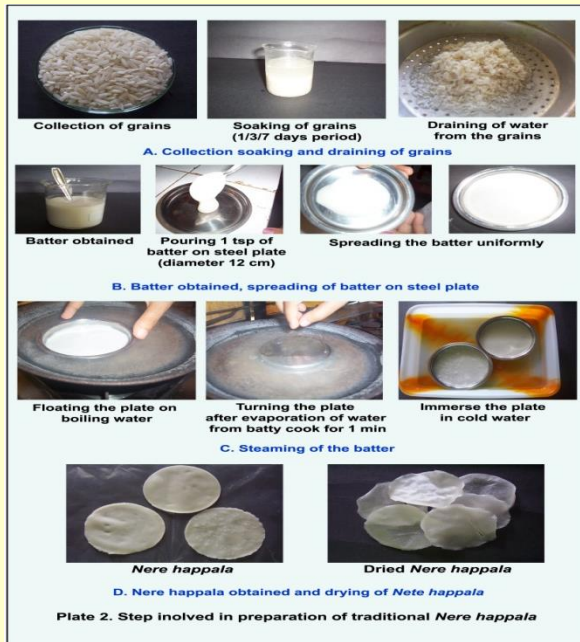 Collection of grains
Soaking of grains
(1/3/7 days period)
Draining of water
from the grains
A. Collection soaking and draining of grains
Batter obtained
Pouring 1 tsp of
batter on steel plate
(diameter 12 cm)
Spreading the batter uniformly
B. Batter obtained, spreading of batter on steel plate
Floating the plate on
boiling water
Turning the plate
after evaporation of water
from batty cook for 1 min
Immerse the plate
in cold water
C. Steaming of the batter
Nere happala
Dried Nere happala
D. Nere happala obtained and drying of Nete happala
Plate 2. Step inolved in preparation of traditional Nere happala